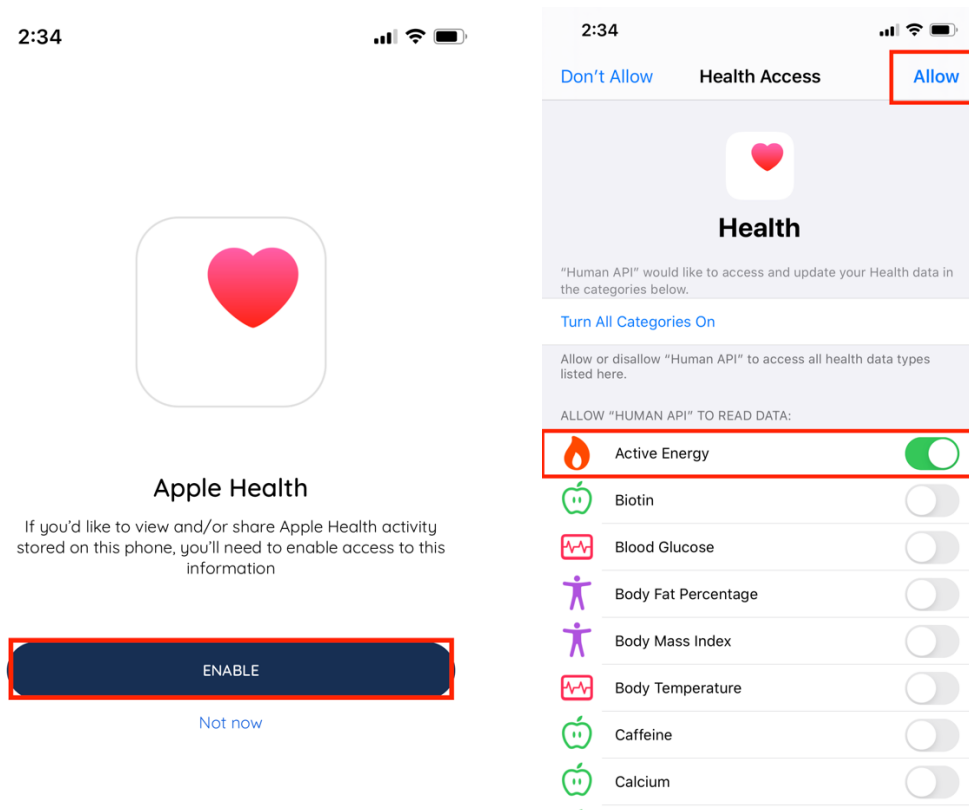 2:34
Apple Health
If you'd like to view and/or share Apple Health activity
stored on this phone, you'll need to enable access to this
information
ENABLE
Not now
2:34
Don't Allow
Health Access
Allow
Health
"Human API" would like to access and update your Health data in
the categories below.
Turn All Categories On
Allow or disallow "Human API" to access all health data types
listed here.
ALLOW "HUMAN API" TO READ DATA:
Active Energy
Biotin
Blood Glucose
Body Fat Percentage
Body Mass Index
Body Temperature
Caffeine
Calcium